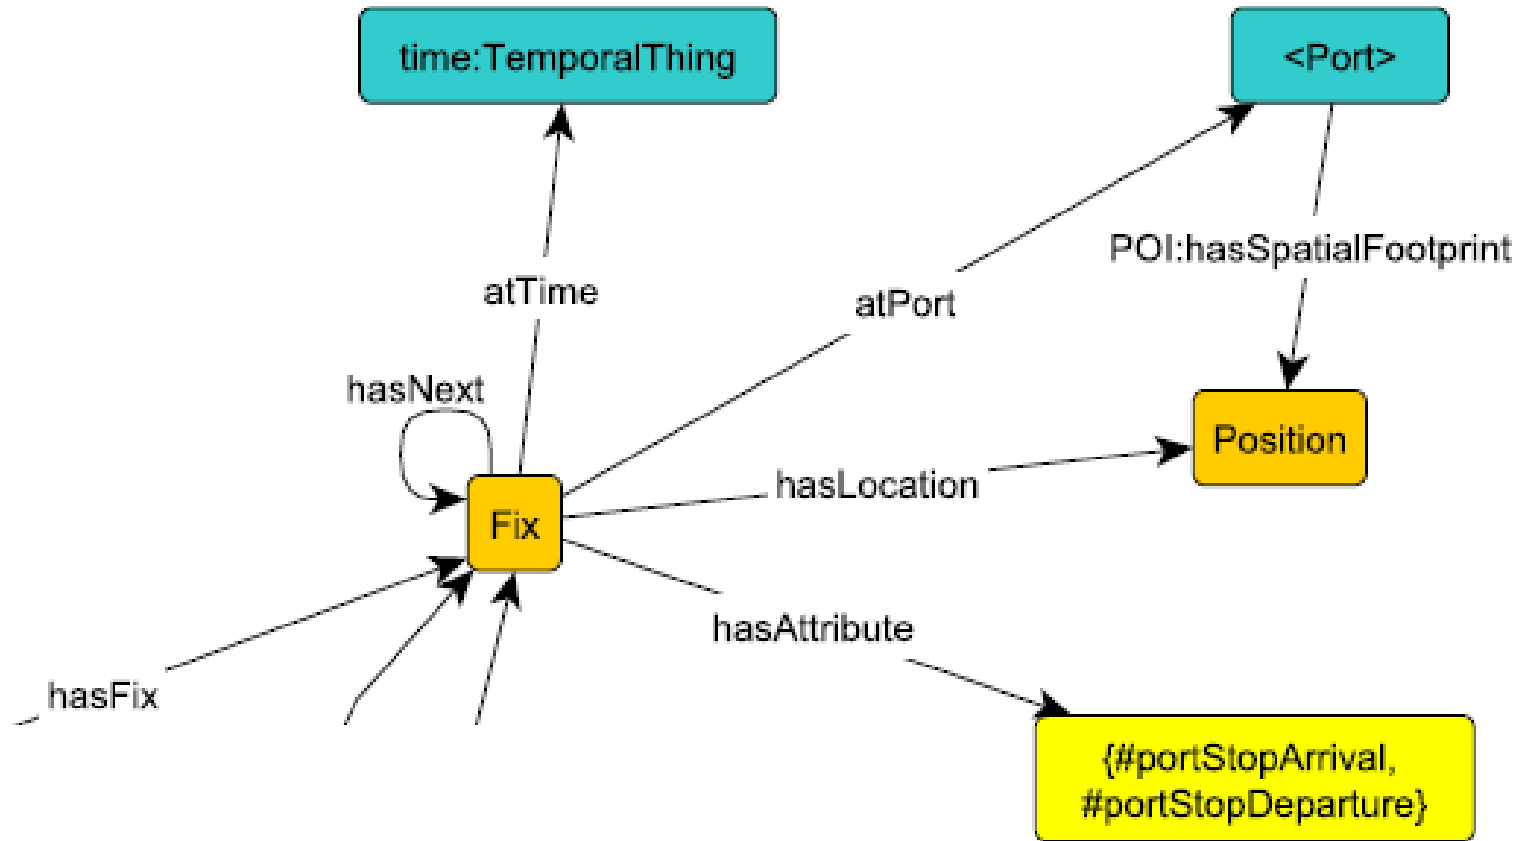 time:TemporalThing
<Port>
POI:hasSpatialFootprint
atTime
atPort
hasNext
Position
hasLocation
Fix
hasAttribute
hasFix
{#portStopArrival,
#portStopDeparture}